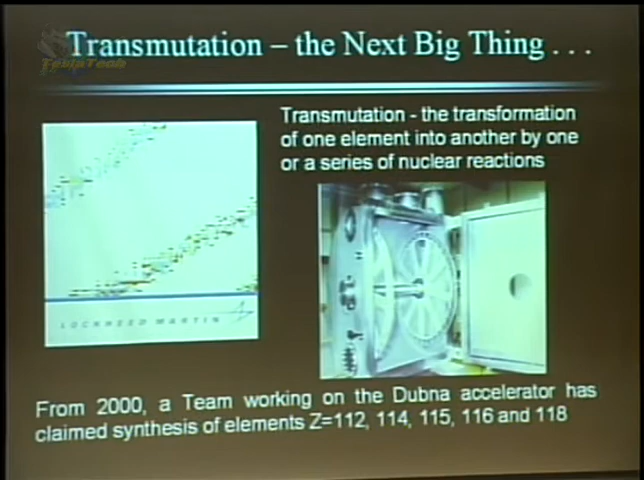 Transmutation – the Next Big Thing . . .
TeslaTech
Transmutation - the transformation
of one element into another by one
or a series of nuclear reactions
LOCKHEED MARTIN
From 2000, a Team working on the Dubna accelerator has
claimed synthesis of elements Z=112, 114, 115, 116 and 118